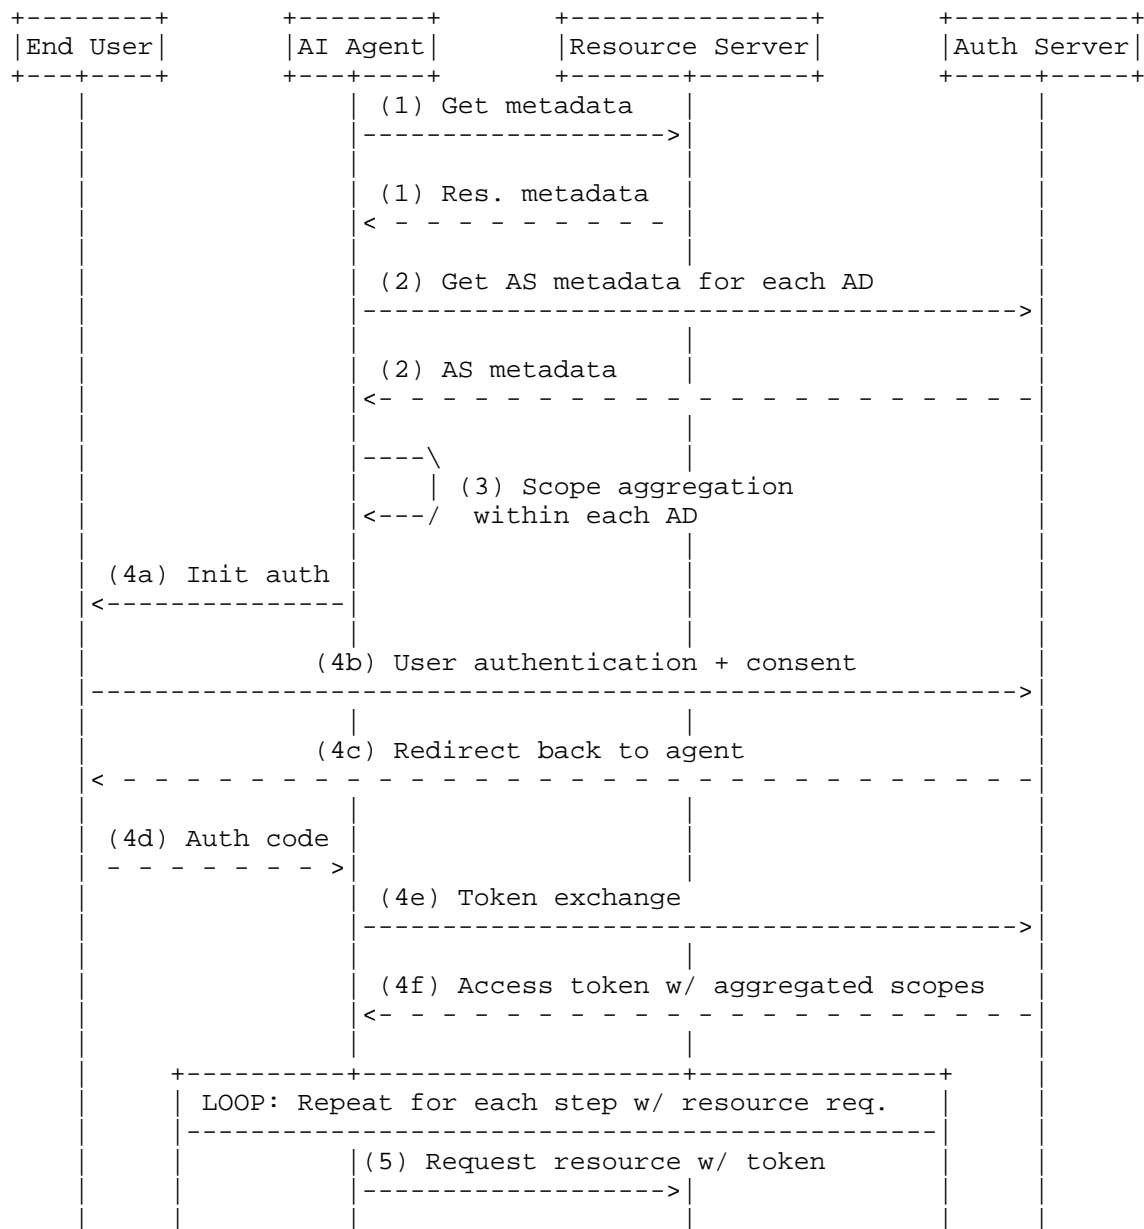 End User AI Agent Resource Server Auth Server
(1) Get metadata
(1) Res. metadata
(2) Get AS metadata for each AD
(2) AS metadata
(3) Scope aggregation
within each AD
(4a) Init auth
(4b) User authentication + consent
(4c) Redirect back to agent
(4d) Auth code
(4e) Token exchange
(4f) Access token w/ aggregated scopes
LOOP: Repeat for each step w/ resource req.
(5) Request resource w/ token